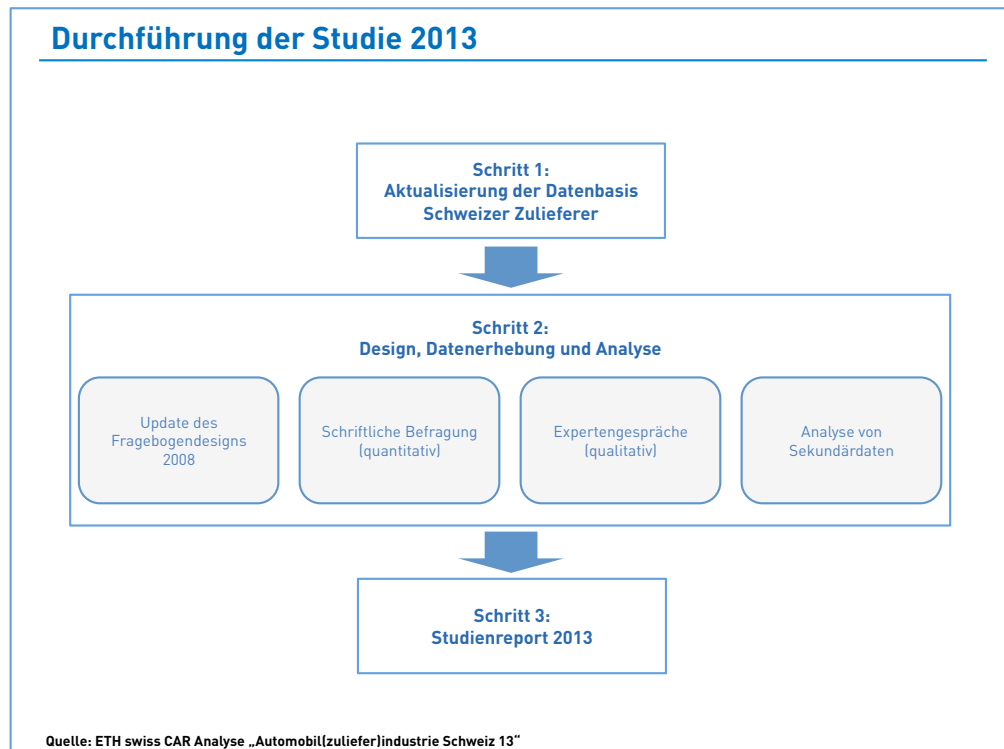 Durchführung der Studie 2013
Schritt 1:
Aktualisierung der Datenbasis
Schweizer Zulieferer
Schritt 2:
Design, Datenerhebung und Analyse
Update des
Fragebogendesigns
2008
Schriftliche Befragung
(quantitativ)
Expertengespräche
(qualitativ)
Analyse von
Sekundärdaten
Schritt 3:
Studienreport 2013
Quelle: ETH swiss CAR Analyse „Automobil(zuliefer)industrie Schweiz 13“